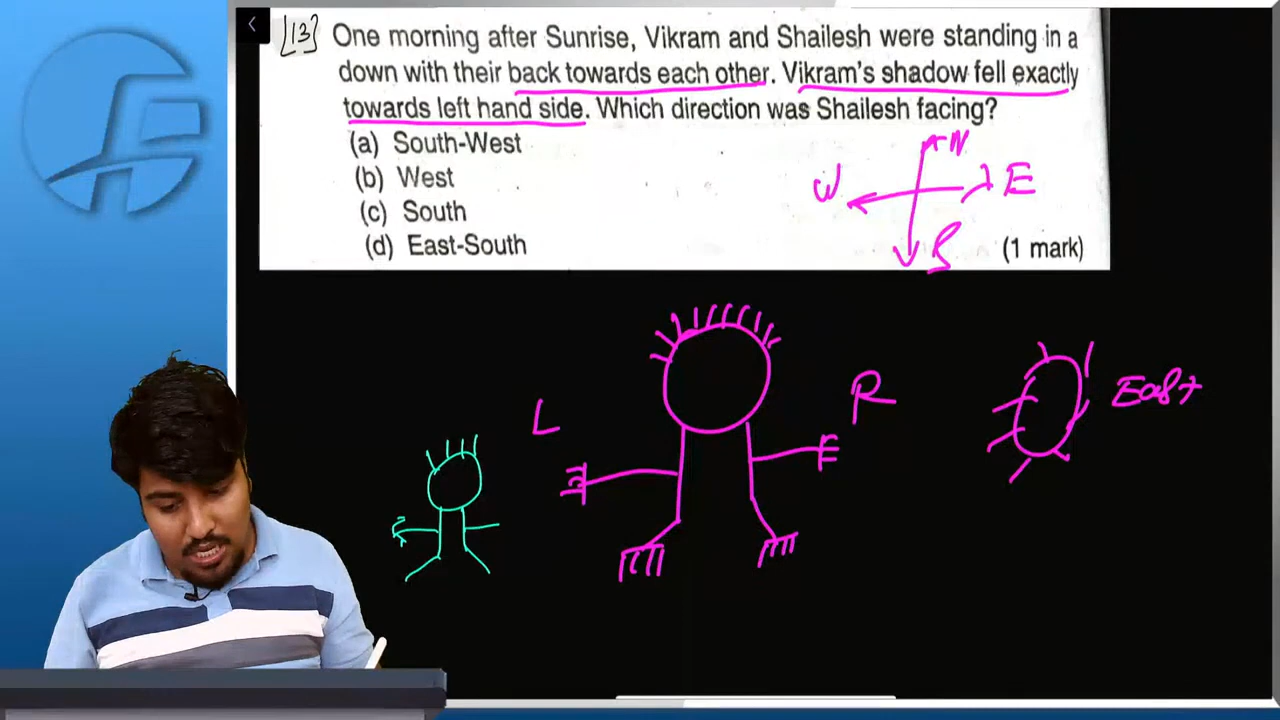 [13] One morning after Sunrise, Vikram and Shailesh were standing in a
down with their back towards each other. Vikram's shadow fell exactly
towards left hand side. Which direction was Shailesh facing?
(a) South-West
(b) West
(c) South
(d) East-South
(1 mark)
N
W
E
S
L
R
East